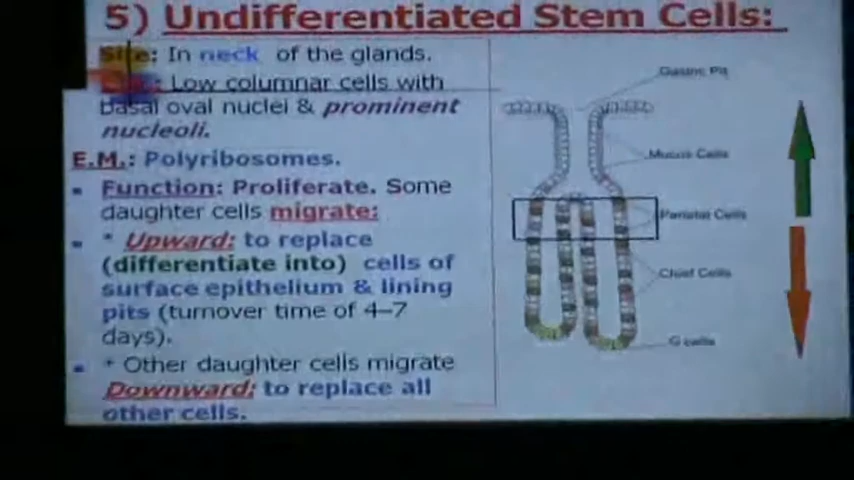 5) Undifferentiated Stem Cells:
Site: In neck of the glands.
: Low columnar cells with
basal oval nuclei & prominent
nucleoli.
E.M.: Polyribosomes.
Function: Proliferate. Some
daughter cells migrate:
* Upward: to replace
(differentiate into) cells of
surface epithelium & lining
pits (turnover time of 4–7
days).
* Other daughter cells migrate
Downward: to replace all
other cells.
Gastric Pit
Mucus Cells
Parietal Cells
Chief Cells
G cells